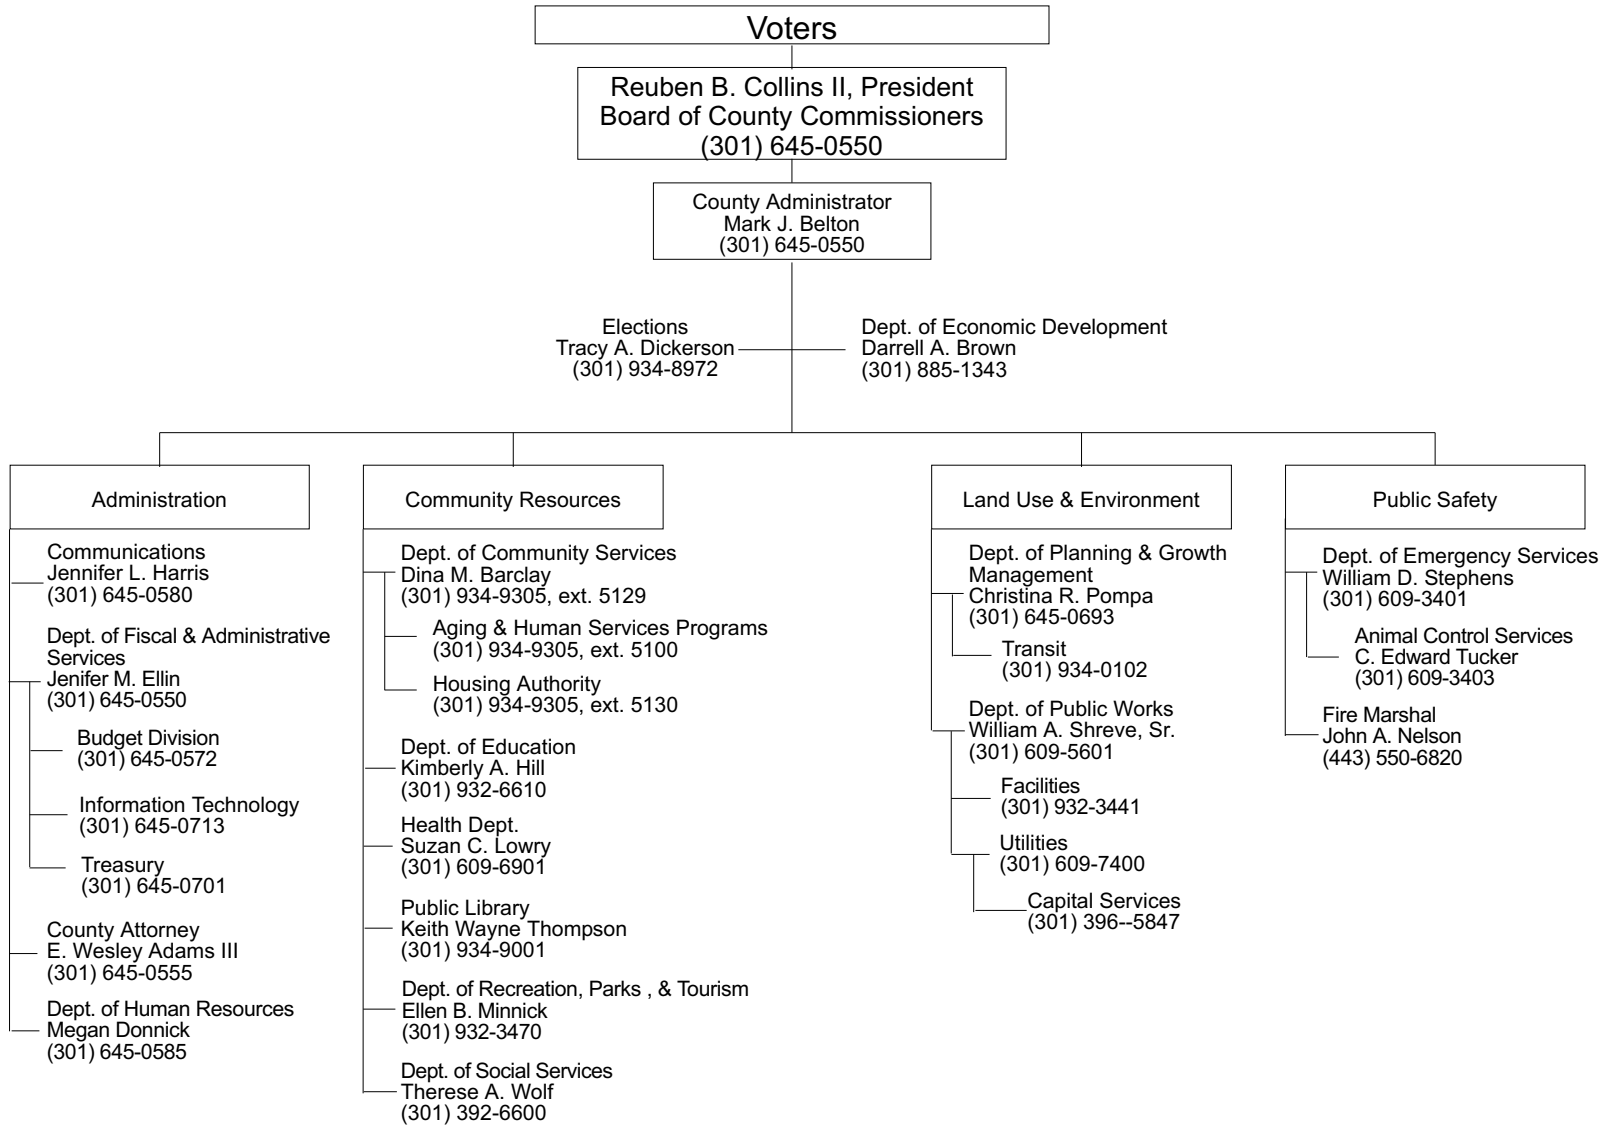 Voters
Reuben B. Collins II, President
Board of County Commissioners
(301) 645-0550
County Administrator
Mark J. Belton
(301) 645-0550
Elections
Tracy A. Dickerson
(301) 934-8972
Dept. of Economic Development
Darrell A. Brown
(301) 885-1343
Administration
Communications
Jennifer L. Harris
(301) 645-0580
Dept. of Fiscal & Administrative
Services
Jenifer M. Ellin
(301) 645-0550
Budget Division
(301) 645-0572
Information Technology
(301) 645-0713
Treasury
(301) 645-0701
County Attorney
E. Wesley Adams III
(301) 645-0555
Dept. of Human Resources
Megan Donnick
(301) 645-0585
Community Resources
Dept. of Community Services
Dina M. Barclay
(301) 934-9305, ext. 5129
Aging & Human Services Programs
(301) 934-9305, ext. 5100
Housing Authority
(301) 934-9305, ext. 5130
Dept. of Education
Kimberly A. Hill
(301) 932-6610
Health Dept.
Suzan C. Lowry
(301) 609-6901
Public Library
Keith Wayne Thompson
(301) 934-9001
Dept. of Recreation, Parks , & Tourism
Ellen B. Minnick
(301) 932-3470
Dept. of Social Services
Therese A. Wolf
(301) 392-6600
Land Use & Environment
Dept. of Planning & Growth
Management
Christina R. Pompa
(301) 645-0693
Transit
(301) 934-0102
Dept. of Public Works
William A. Shreve, Sr.
(301) 609-5601
Facilities
(301) 932-3441
Utilities
(301) 609-7400
Capital Services
(301) 396--5847
Public Safety
Dept. of Emergency Services
William D. Stephens
(301) 609-3401
Animal Control Services
C. Edward Tucker
(301) 609-3403
Fire Marshal
John A. Nelson
(443) 550-6820